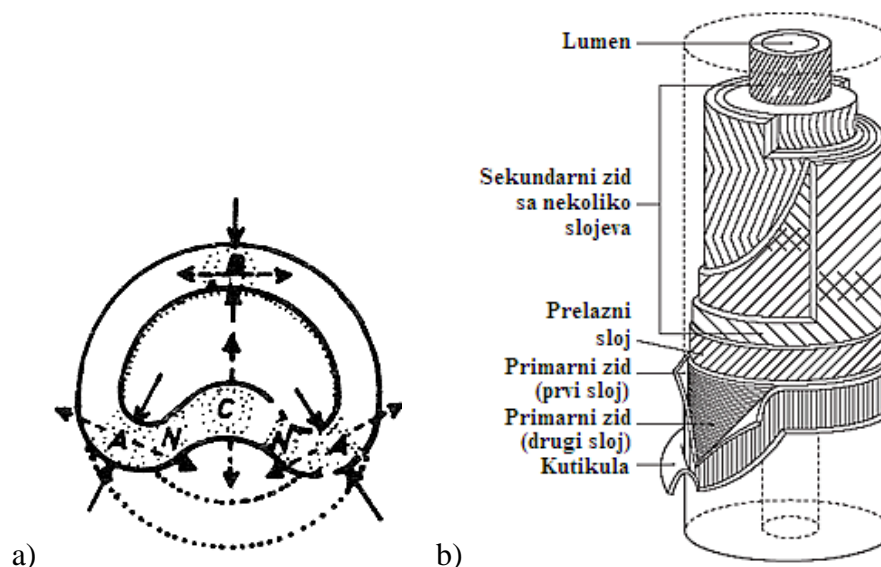 Lumen
Sekundarni zid
sa nekoliko
slojeva
B
C
A N N A
Prelazni
sloj
Primarni zid
(prvi sloj)
Primarni zid
(drugi sloj)
Kutikula
a) b)